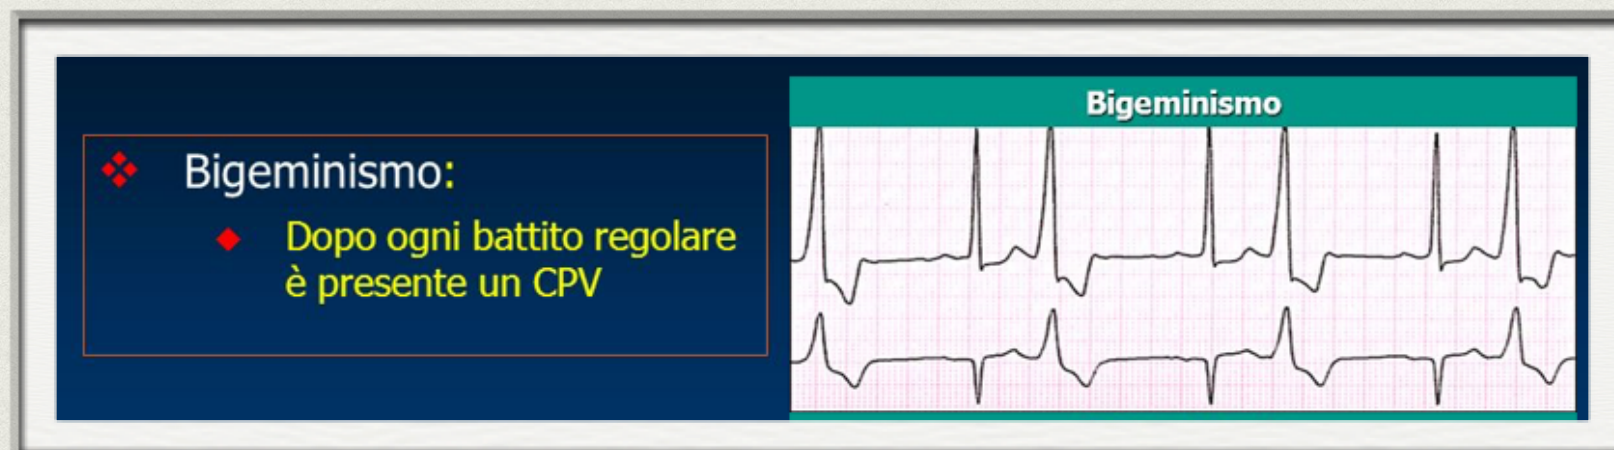 Bigeminismo:
Dopo ogni battito regolare
è presente un CPV
Bigeminismo